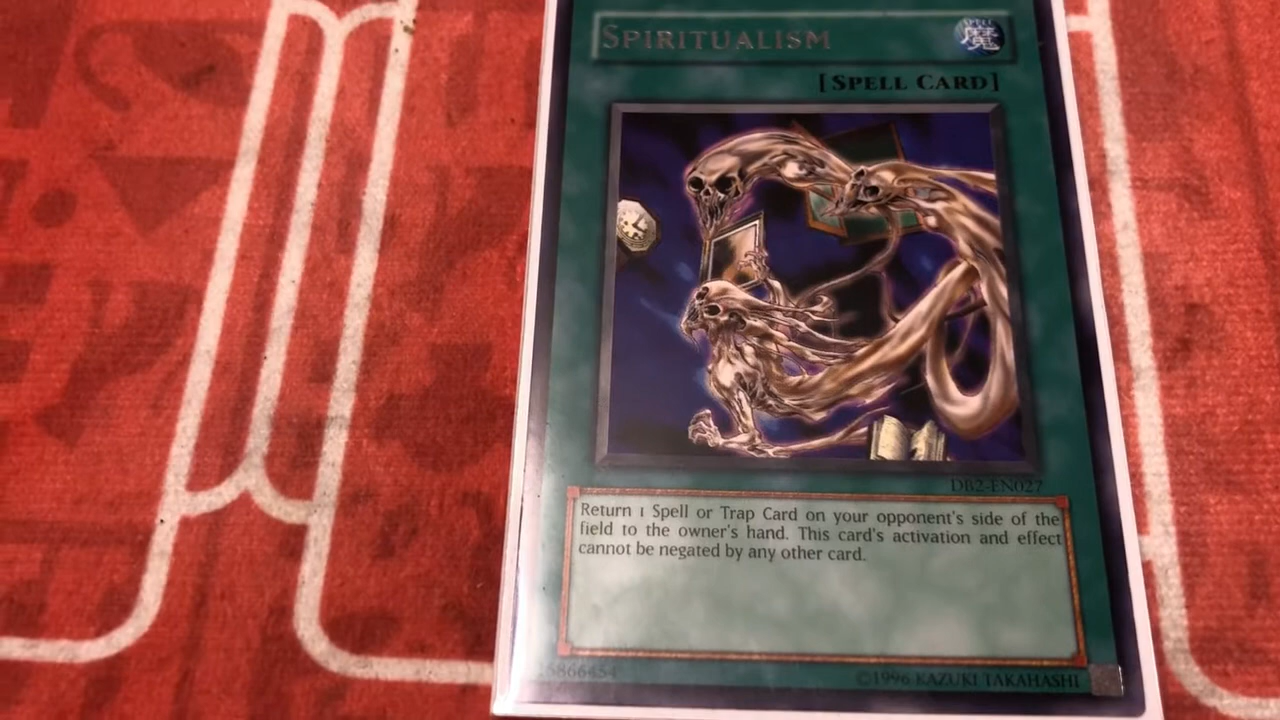 SPIRITUALISM
SPELL
魔
[SPELL CARD]
DB2-EN027
Return 1 Spell or Trap Card on your opponent's side of the
field to the owner's hand. This card's activation and effect
cannot be negated by any other card.
15866454
©1996 KAZUKI TAKAHASHI